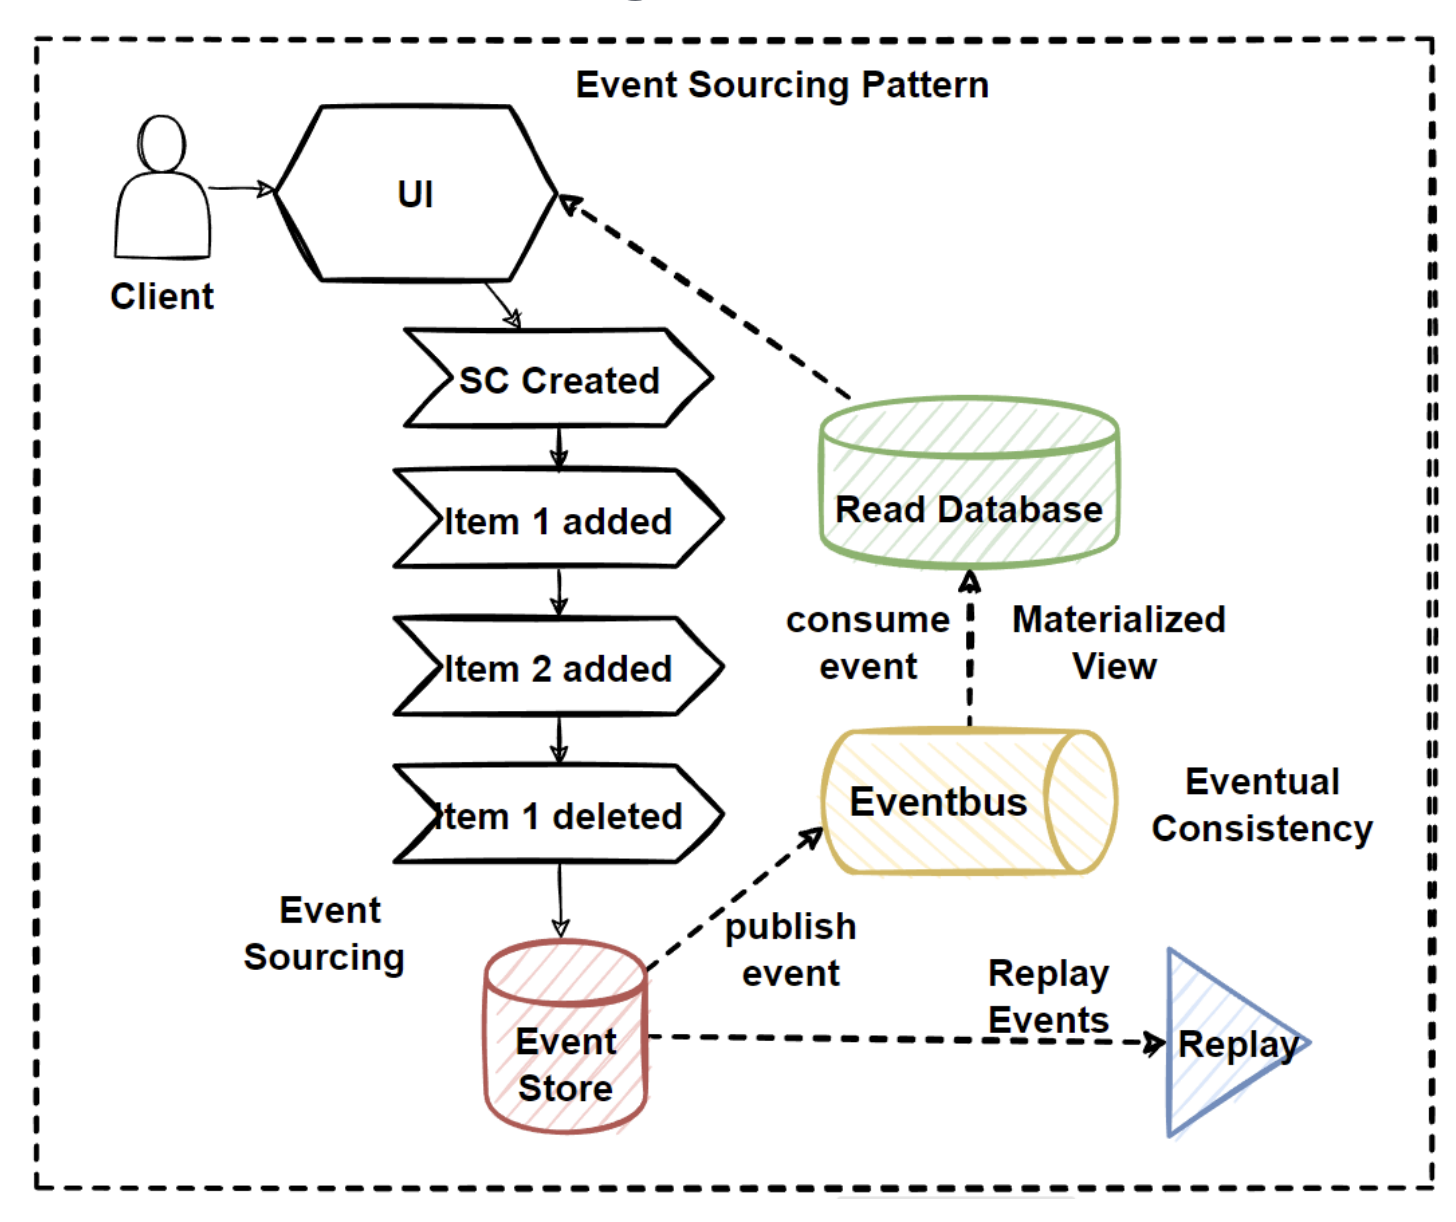 Event Sourcing Pattern
UI
Client
SC Created
Item 1 added
Read Database
consume
event
Materialized
View
Item 2 added
Eventbus
Eventual
Consistency
Item 1 deleted
Event
Sourcing
publish
event
Replay
Events
Event
Store
Replay